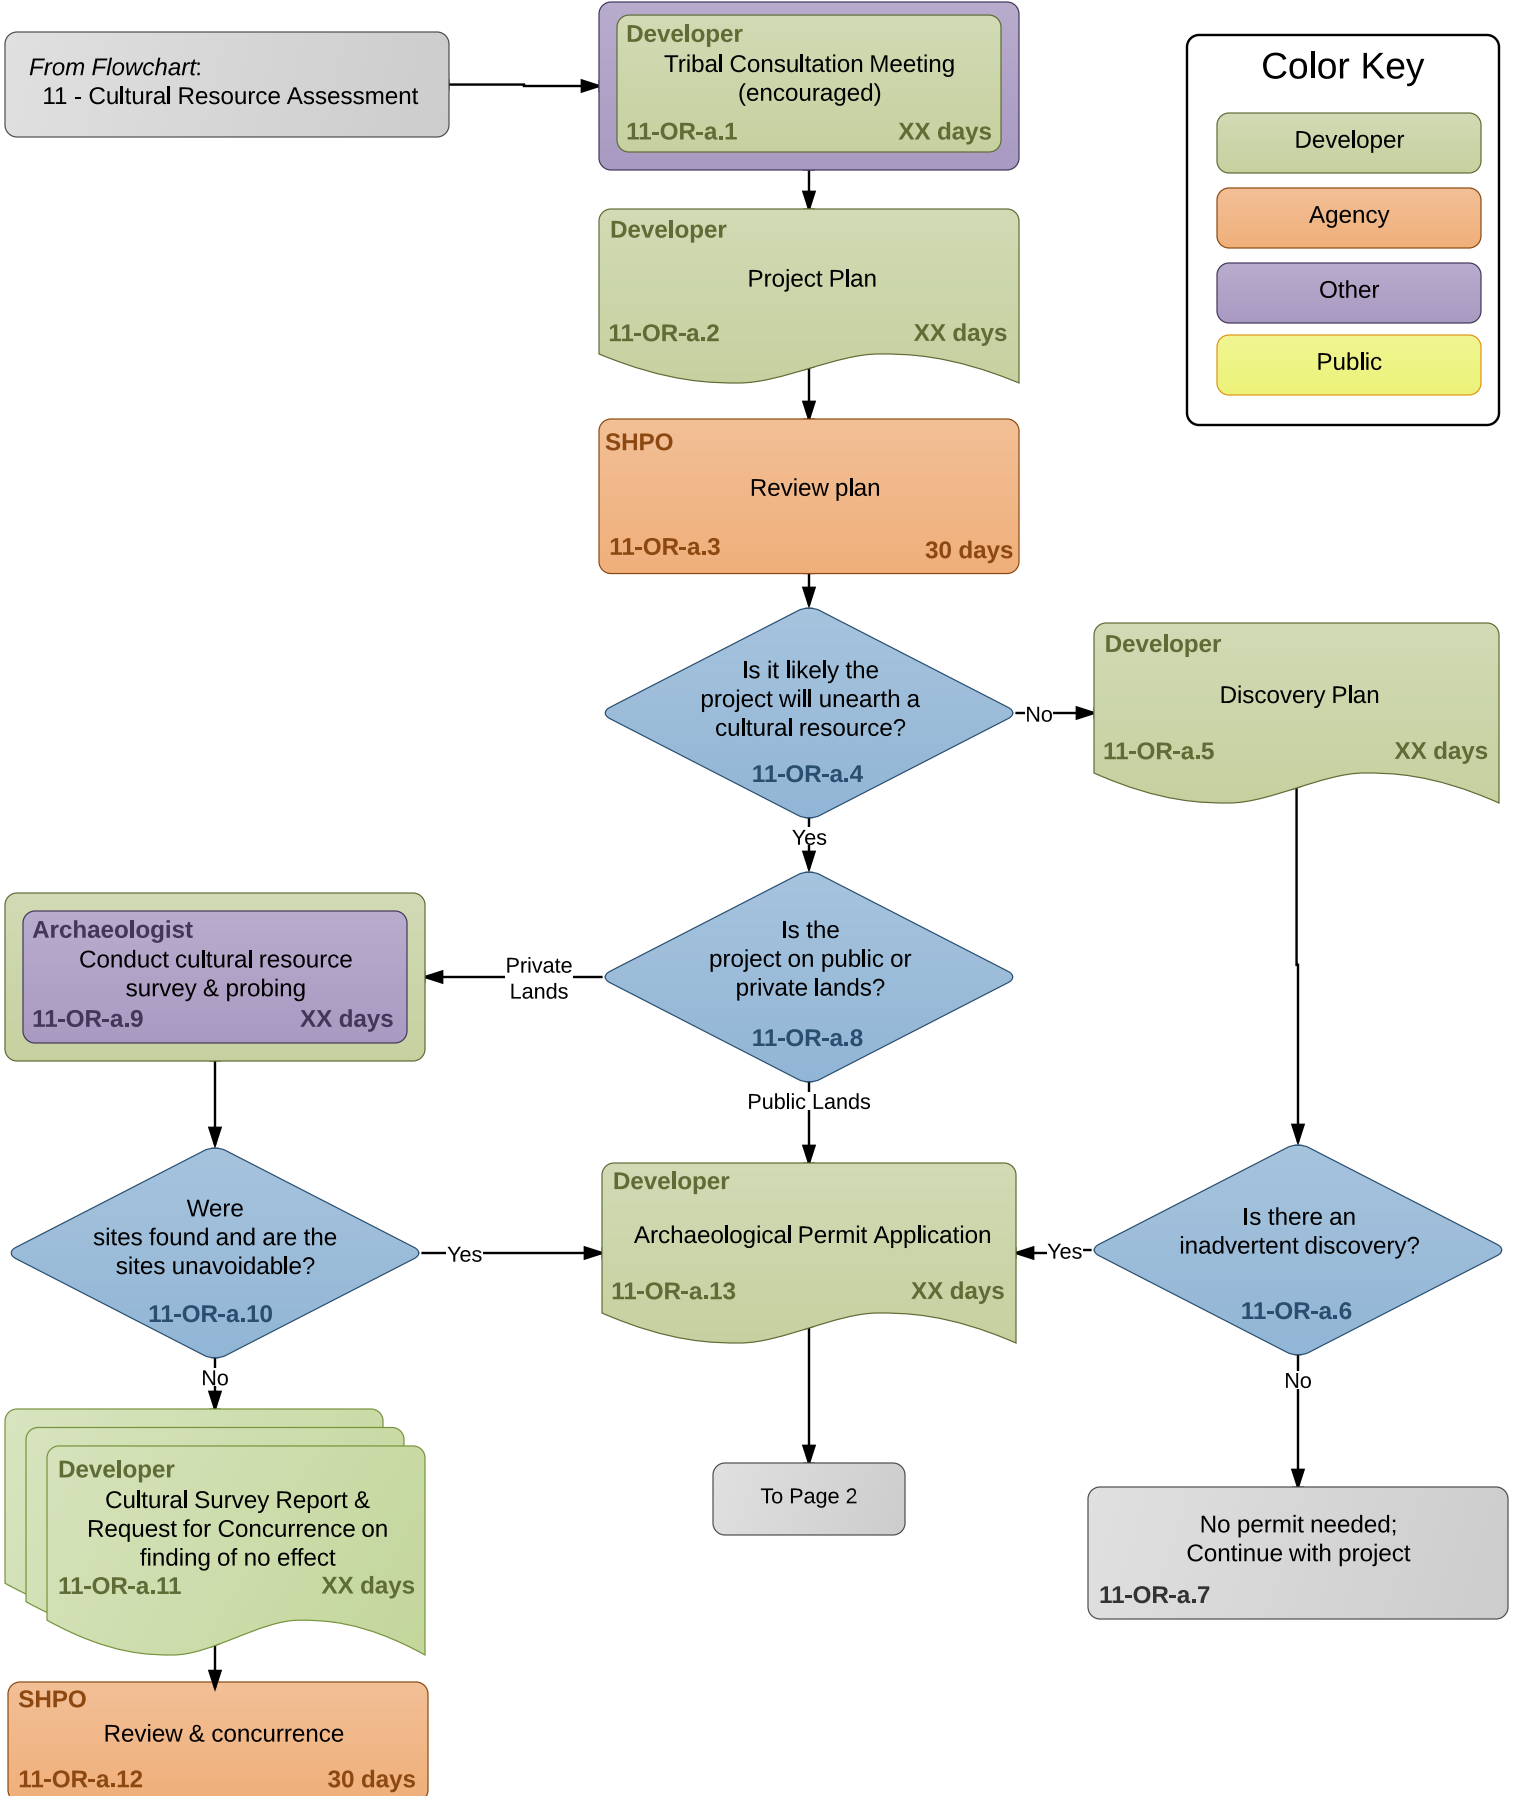 From Flowchart:
11 - Cultural Resource Assessment
Developer
Tribal Consultation Meeting
(encouraged)
11-OR-a.1 XX days
Color Key
Developer
Agency
Other
Public
Developer
Project Plan
11-OR-a.2 XX days
SHPO
Review plan
11-OR-a.3 30 days
Is it likely the
project will unearth a
cultural resource?
11-OR-a.4
No
Developer
Discovery Plan
11-OR-a.5 XX days
Yes
Is the
project on public or
private lands?
11-OR-a.8
Private
Lands
Archaeologist
Conduct cultural resource
survey & probing
11-OR-a.9 XX days
Public Lands
Were
sites found and are the
sites unavoidable?
11-OR-a.10
Yes
Developer
Archaeological Permit Application
11-OR-a.13 XX days
Yes
Is there an
inadvertent discovery?
11-OR-a.6
No
No
Developer
Cultural Survey Report &
Request for Concurrence on
finding of no effect
11-OR-a.11 XX days
To Page 2
No permit needed;
Continue with project
11-OR-a.7
SHPO
Review & concurrence
11-OR-a.12 30 days